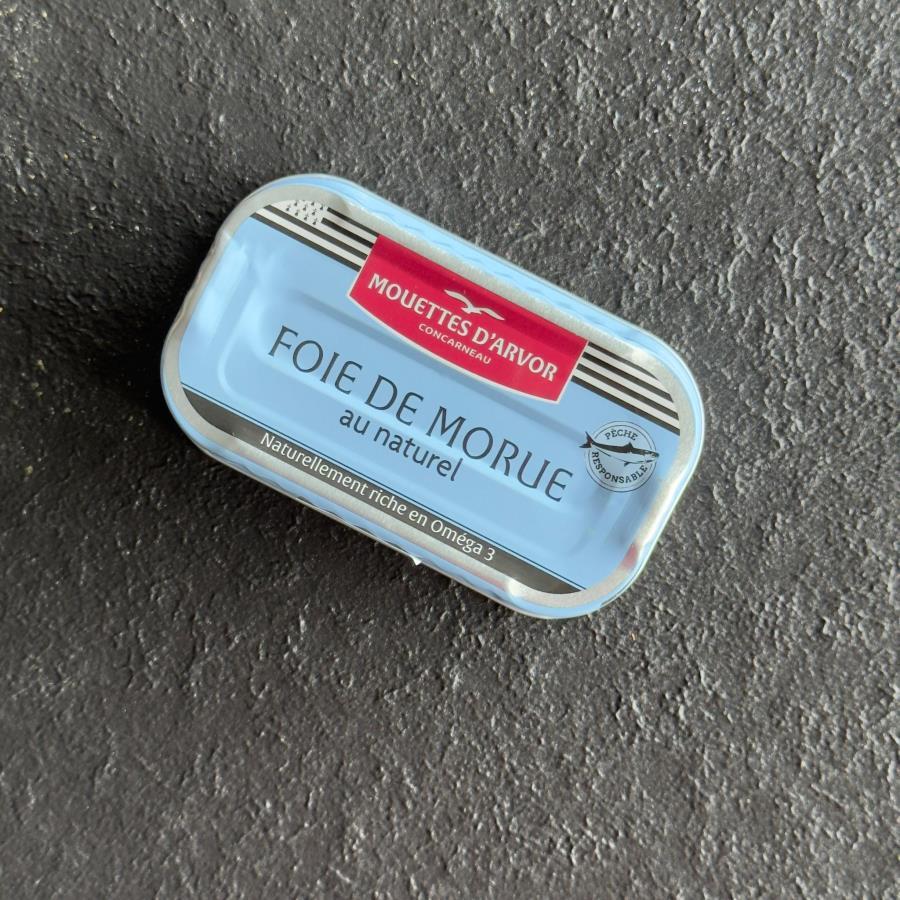 MOUETTES D'ARVOR
CONCARNEAU
FOIE DE MORUE
au naturel
PÊCHE
RESPONSABLE
Naturellement riche en Oméga 3